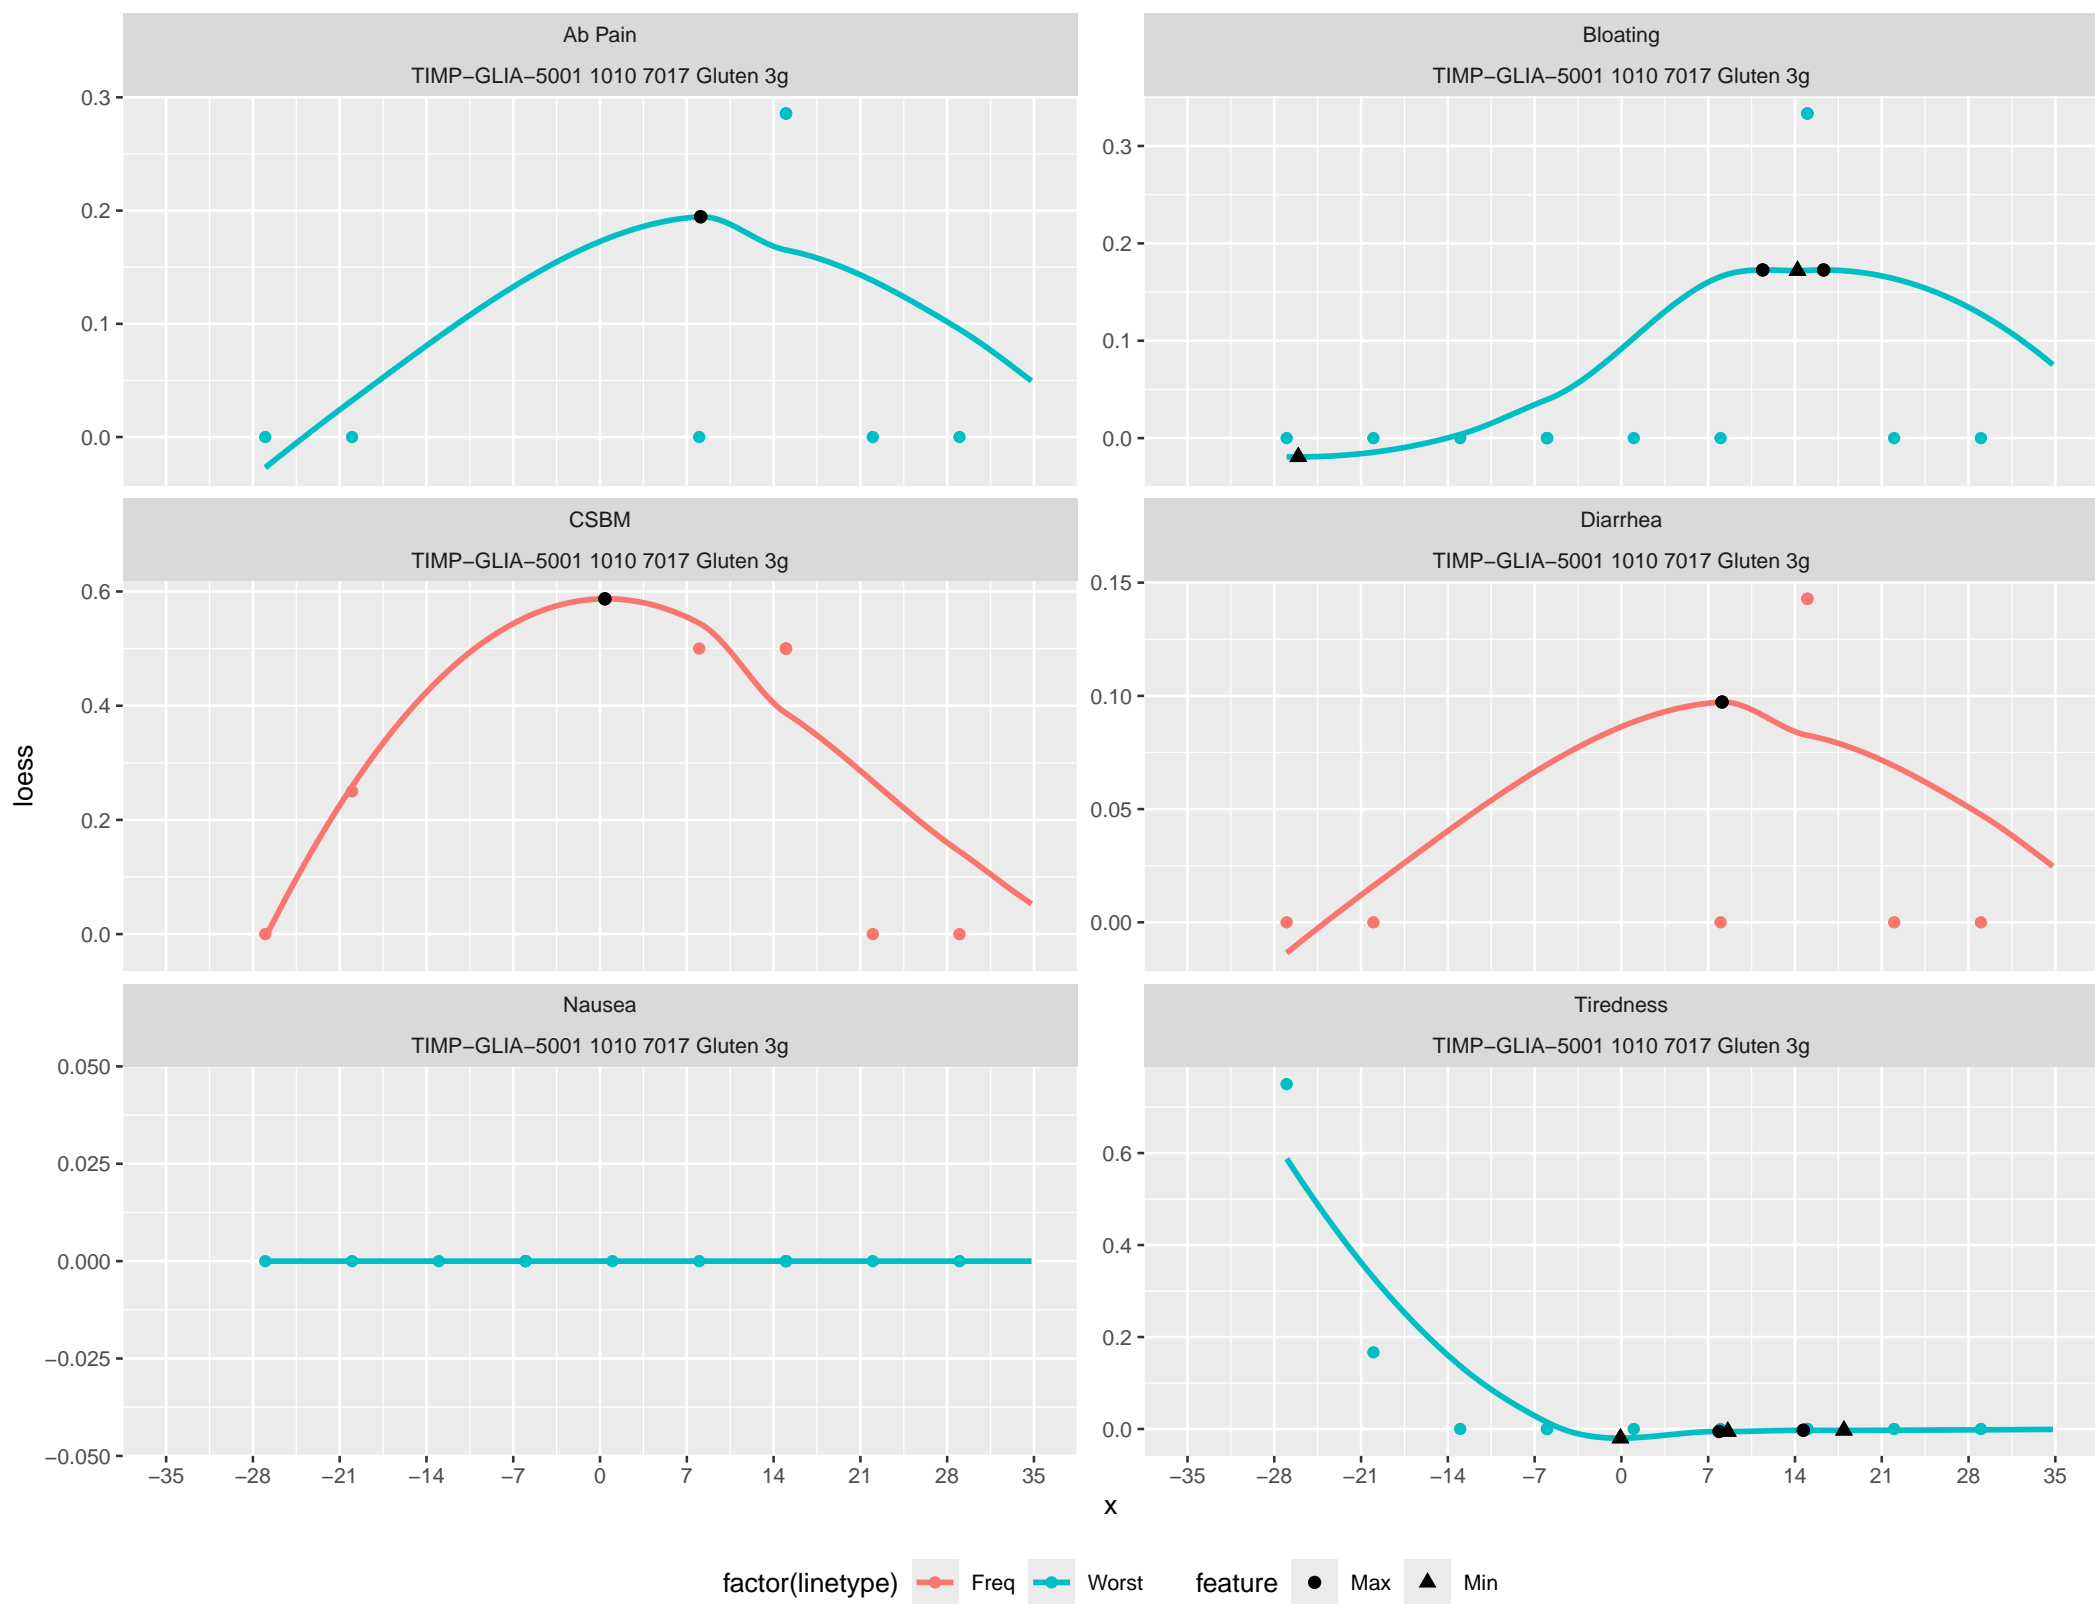 Ab Pain
TIMP−GLIA−5001 1010 7017 Gluten 3g
0.3
0.2
0.1
0.0
Bloating
TIMP−GLIA−5001 1010 7017 Gluten 3g
0.3
0.2
0.1
0.0
CSBM
TIMP−GLIA−5001 1010 7017 Gluten 3g
0.6
0.4
0.2
0.0
Diarrhea
TIMP−GLIA−5001 1010 7017 Gluten 3g
0.15
0.10
0.05
0.00
Nausea
TIMP−GLIA−5001 1010 7017 Gluten 3g
0.050
0.025
0.000
−0.025
−0.050
−35 −28 −21 −14 −7 0 7 14 21 28 35
Tiredness
TIMP−GLIA−5001 1010 7017 Gluten 3g
0.6
0.4
0.2
0.0
−35 −28 −21 −14 −7 0 7 14 21 28 35
loess
x
factor(linetype) Freq Worst feature Max Min